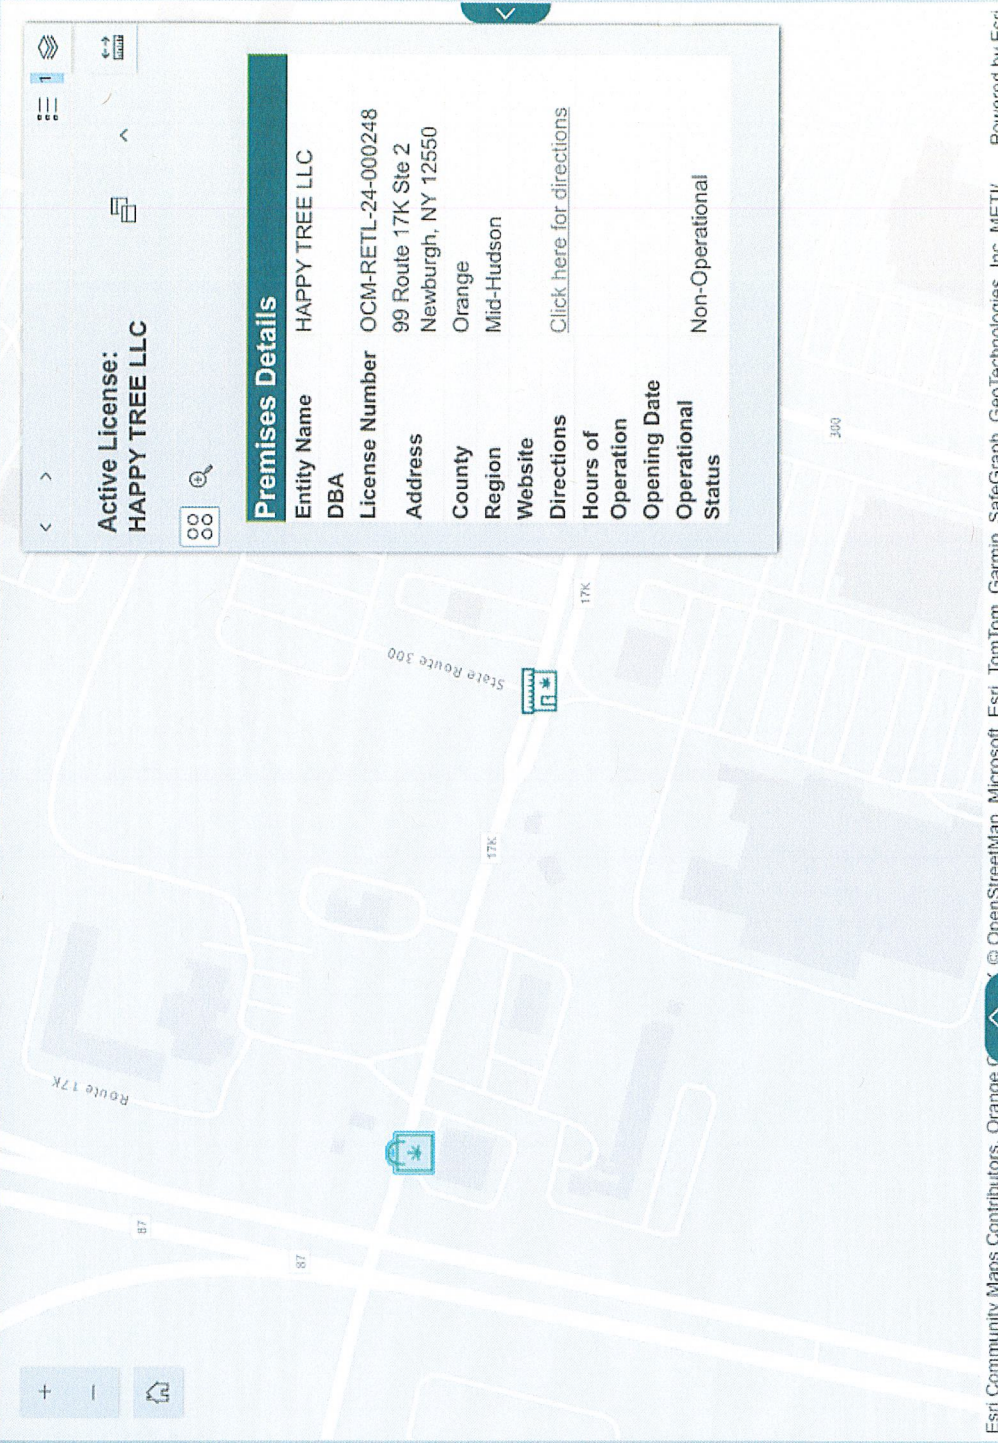 1
Active License:
HAPPY TREE LLC
Premises Details
Entity Name HAPPY TREE LLC
DBA
License Number OCM-RETL-24-000248
Address 99 Route 17K Ste 2
Newburgh, NY 12550
County Orange
Region Mid-Hudson
Website
Directions Click here for directions
Hours of
Operation
Opening Date
Operational Non-Operational
Status
Route 17K
87
87
17K
State Route 300
17K
300
Esri Community Maps Contributors, Orange © OpenStreetMap, Microsoft, Esri, TomTom, Garmin, SafeGraph, GeoTechnologies, Inc, METI/ Powered by Esri